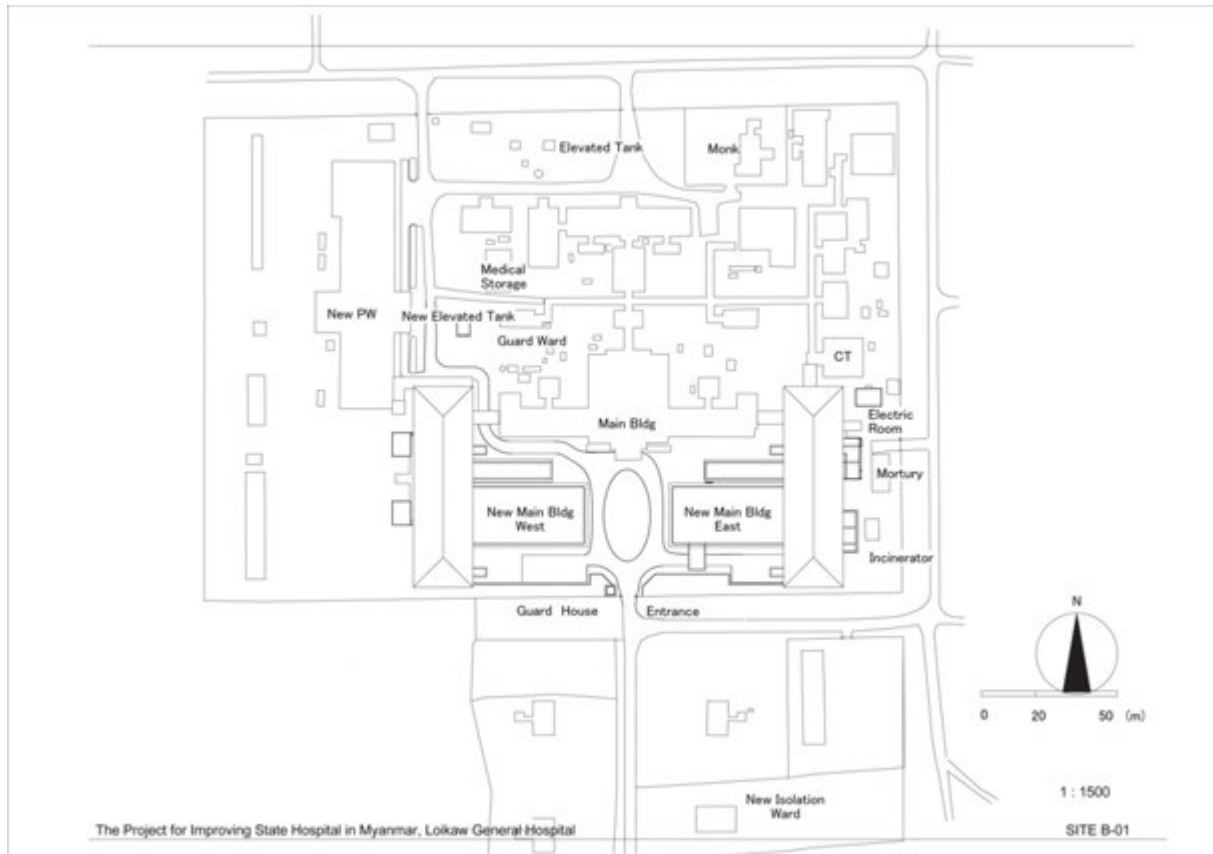 Elevated Tank
Monk
Medical
Storage
New PW
New Elevated Tank
Guard Ward
CT
Main Bldg
Electric
Room
Mortury
New Main Bldg
West
New Main Bldg
East
Incinerator
Guard House
Entrance
N
0 20 50 (m)
New Isolation
Ward
1 : 1500
The Project for Improving State Hospital in Myanmar, Loikaw General Hospital
SITE B-01